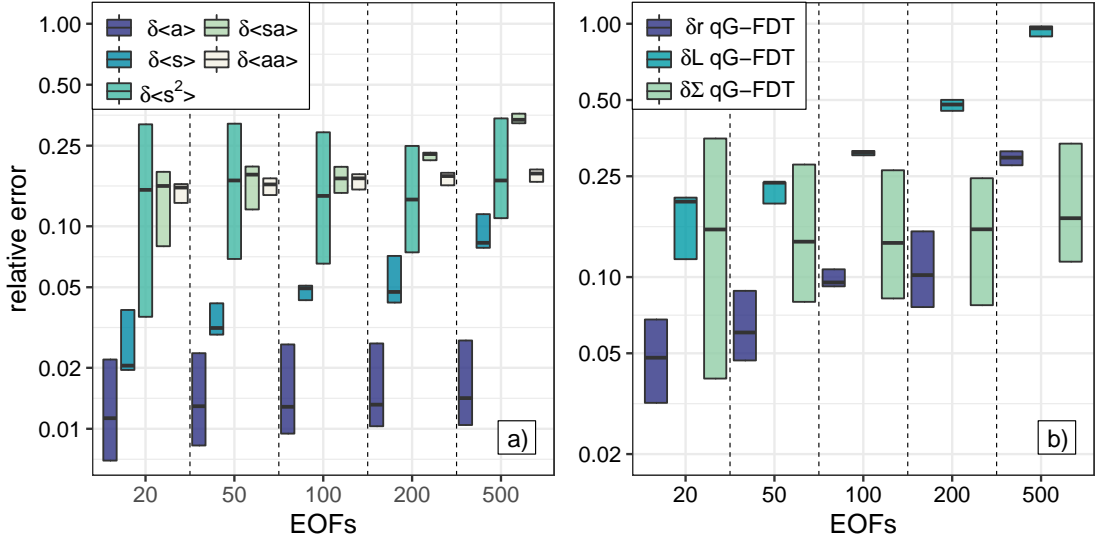 relative error
1.00
0.50
0.25
0.10
0.05
0.02
0.01
δ<a>
δ<s>
δ<s²>
δ<sa>
δ<aa>
a)
20 50 100 200 500
EOFs
1.00
0.50
0.25
0.10
0.05
0.02
δr qG−FDT
δL qG−FDT
δΣ qG−FDT
b)
20 50 100 200 500
EOFs